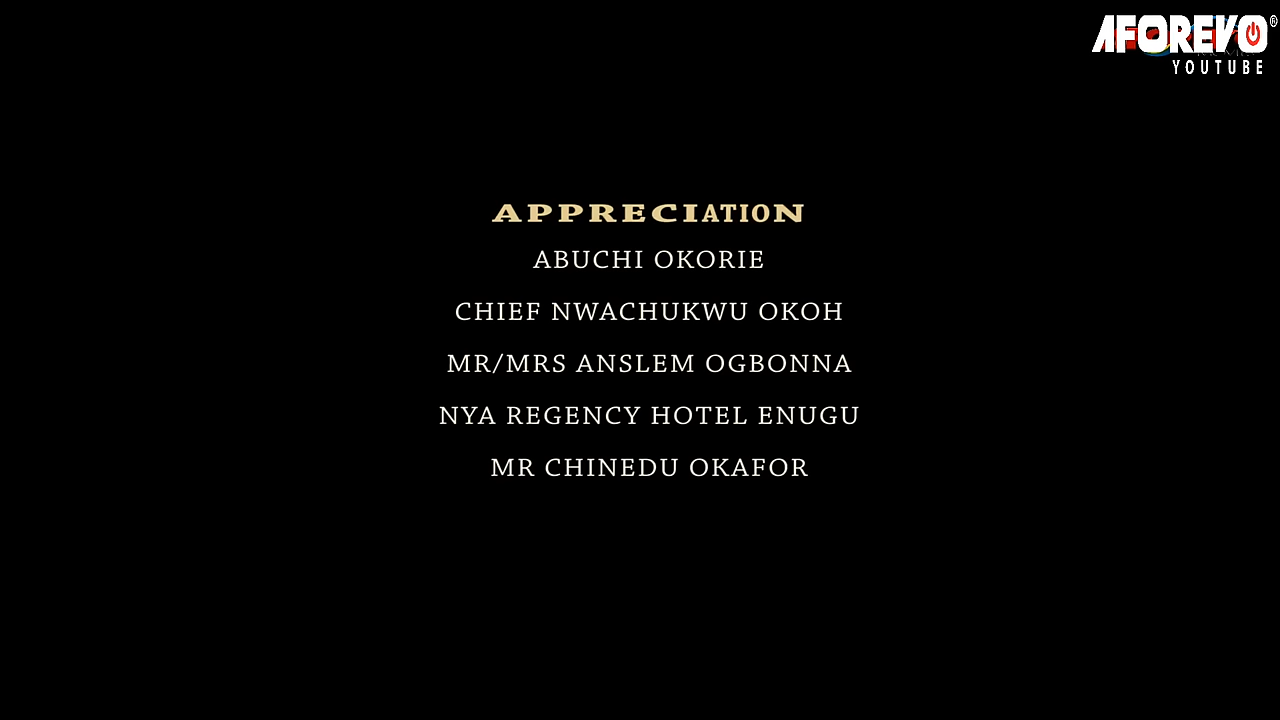 AFOREVO®
YOUTUBE
APPRECIATION
ABUCHI OKORIE
CHIEF NWACHUKWU OKOH
MR/MRS ANSLEM OGBONNA
NYA REGENCY HOTEL ENUGU
MR CHINEDU OKAFOR